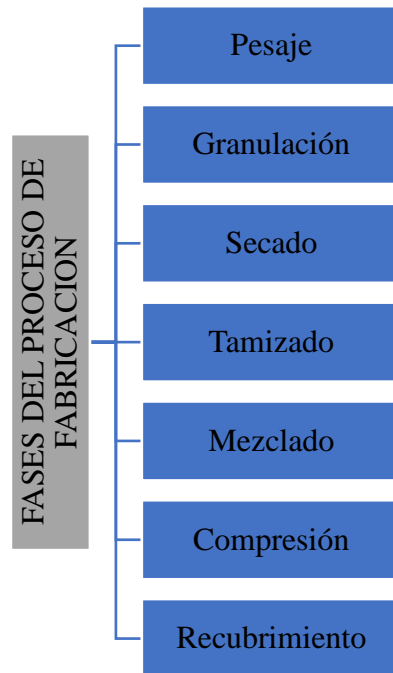 FASES DEL PROCESO DE
FABRICACION
Pesaje
Granulación
Secado
Tamizado
Mezclado
Compresión
Recubrimiento